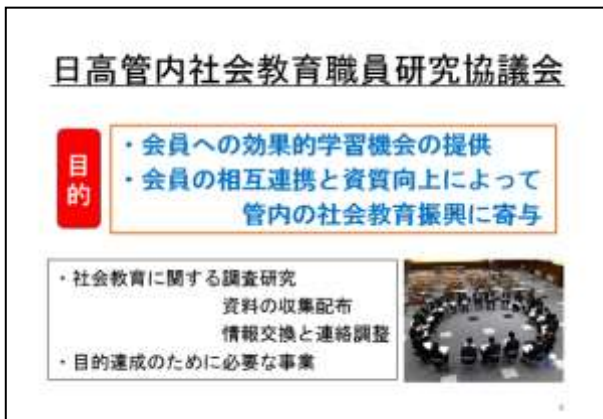 日高管内社会教育職員研究協議会
目的
・会員への効果的学習機会の提供
・会員の相互連携と資質向上によって
管内の社会教育振興に寄与
・社会教育に関する調査研究
資料の収集配布
情報交換と連絡調整
・目的達成のために必要な事業